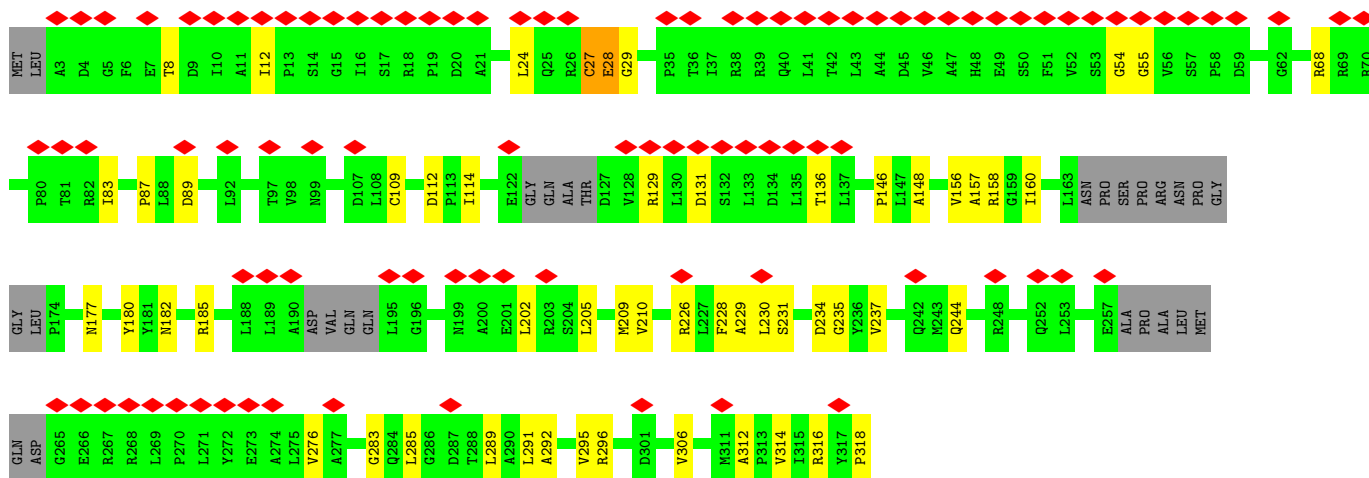 MET LEU A3 D4 G5 F6 E7 T8 D9 I10 A11 I12 P13 S14 G15 I16 S17 R18 P19 D20 A21 L24 Q25 R26 C27 E28 G29 P35 T36 I37 R38 R39 Q40 L41 T42 L43 A44 D45 V46 A47 H48 E49 S50 F51 V52 S53 G54 G55 V56 S57 P58 D59 G62 R68 R69 R70
P80 T81 R82 I83 P87 L88 D89 L92 T97 V98 N99 D107 L108 C109 D112 P113 I114 E122 GLY GLN ALA THR D127 V128 R129 L130 D131 S132 L133 D134 L135 T136 L137 P146 L147 A148 V156 A157 R158 G159 I160 L163 ASN PRO SER PRO ARG ASN PRO GLY
GLY LEU P174 N177 Y180 Y181 N182 R185 L188 L189 A190 ASP VAL GLN GLN L195 G196 N199 A200 E201 L202 R203 S204 L205 M209 V210 R226 L227 F228 A229 L230 S231 D234 G235 Y236 V237 Q242 M243 Q244 R248 Q252 L253 E257 ALA PRO ALA LEU MET
GLN ASP G265 E266 R267 R268 L269 P270 L271 Y272 E273 A274 L275 V276 A277 G283 Q284 L285 G286 D287 T288 L289 A290 L291 A292 V295 R296 D301 V306 M311 A312 P313 V314 I315 R316 Y317 P318